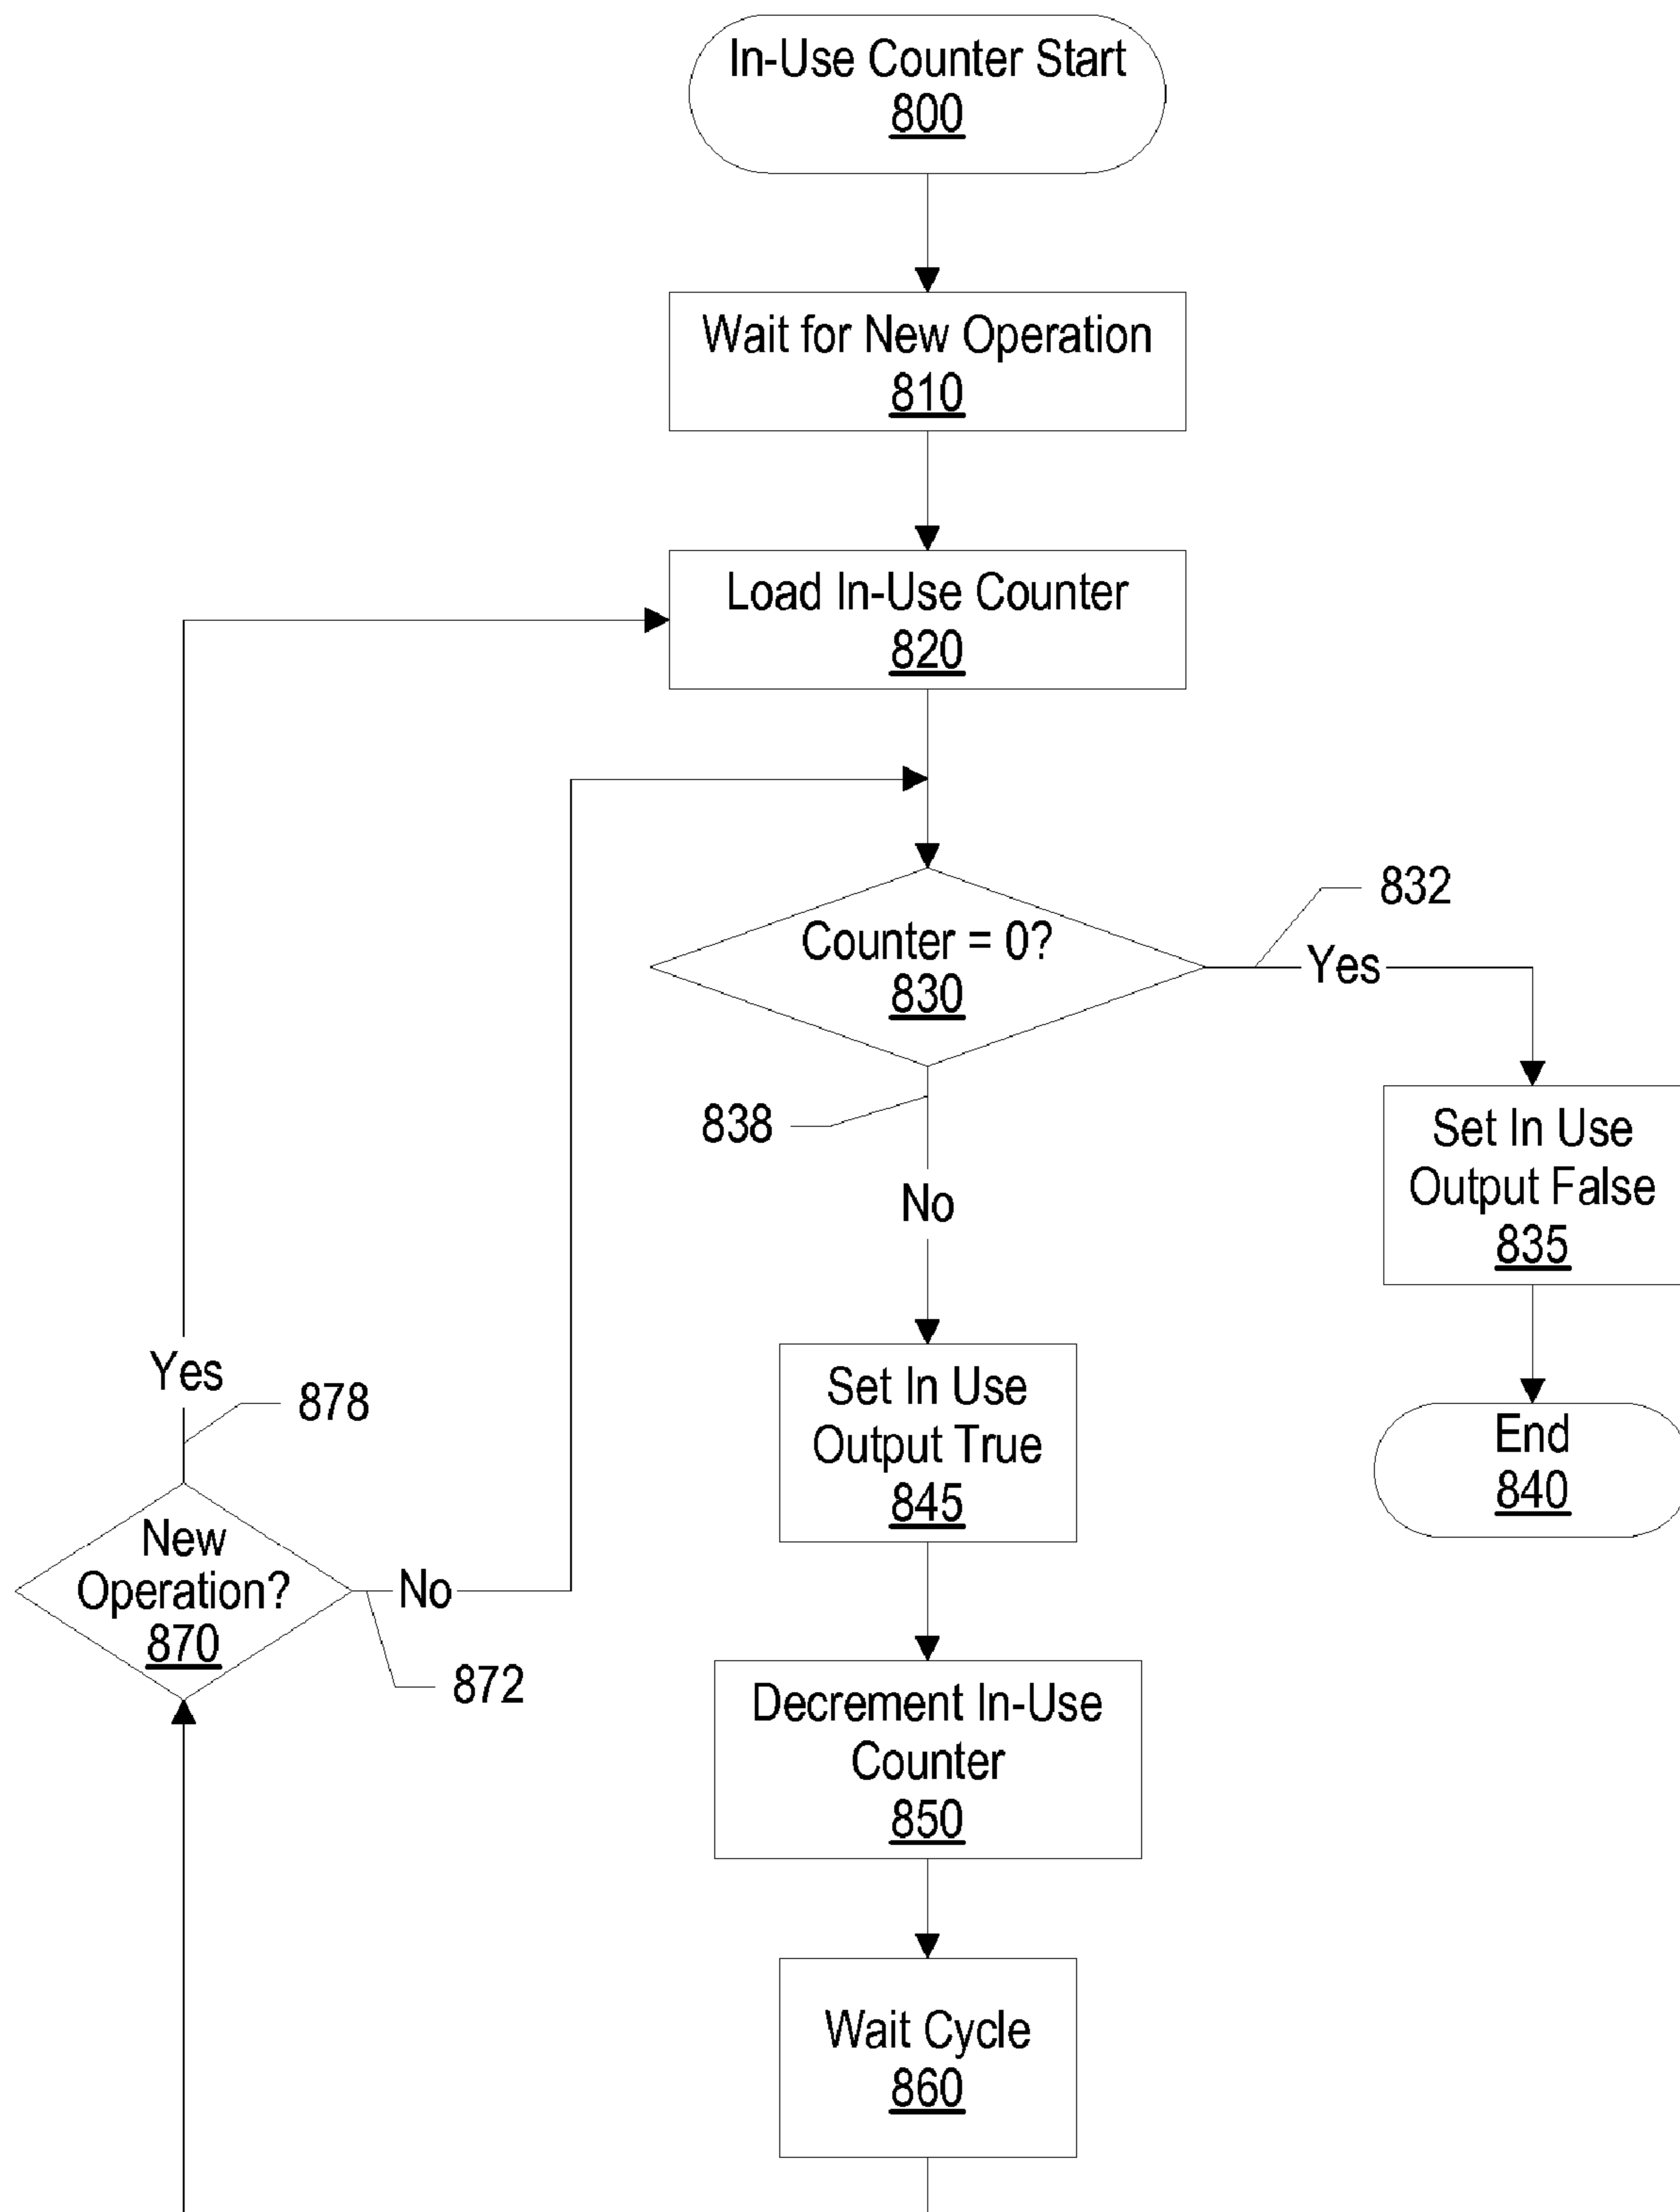 In-Use Counter Start
800
Wait for New Operation
810
Load In-Use Counter
820
Counter = 0?
830
832
Yes
838
No
Set In Use
Output False
835
End
840
Set In Use
Output True
845
Yes
878
New
Operation?
870
No
872
Decrement In-Use
Counter
850
Wait Cycle
860